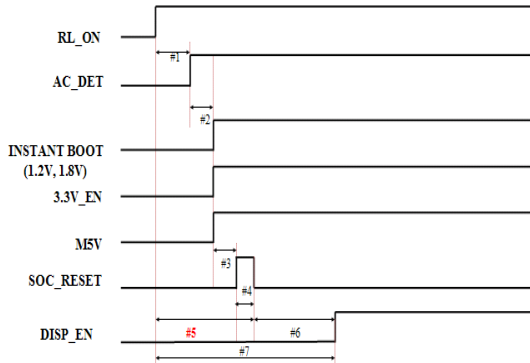 RL_ON
#1
AC_DET
#2
INSTANT BOOT
(1.2V, 1.8V)
3.3V_EN
M5V
#3
SOC_RESET
#4
#5
#6
DISP_EN
#7